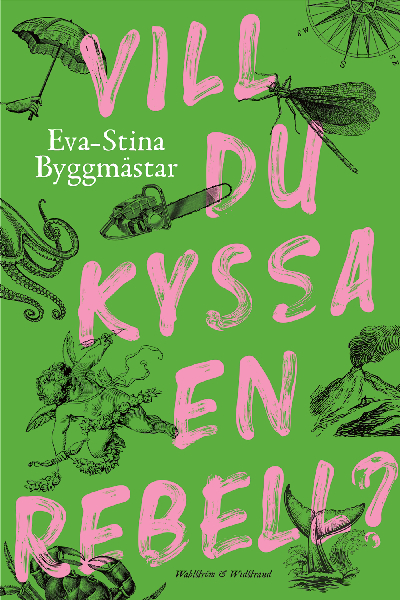 VILL
DU
Eva-Stina
Byggmästar
KYSSA
EN
REBELL?
Wahlström & Widstrand